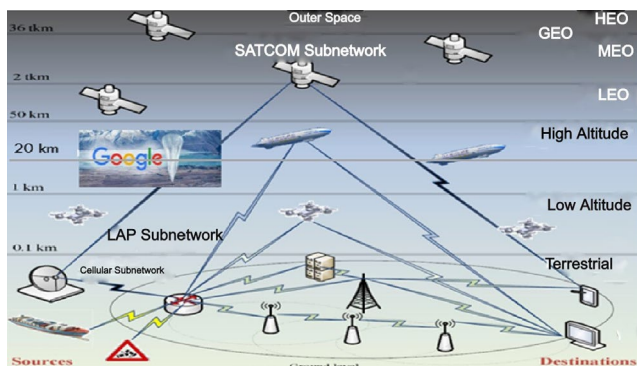 Outer Space
HEO
36 tkm
GEO
SATCOM Subnetwork
MEO
2 tkm
LEO
50 km
High Altitude
20 km
Google
1 km
Low Altitude
LAP Subnetwork
0.1 km
Cellular Subnetwork
Terrestrial
Sources
Destinations